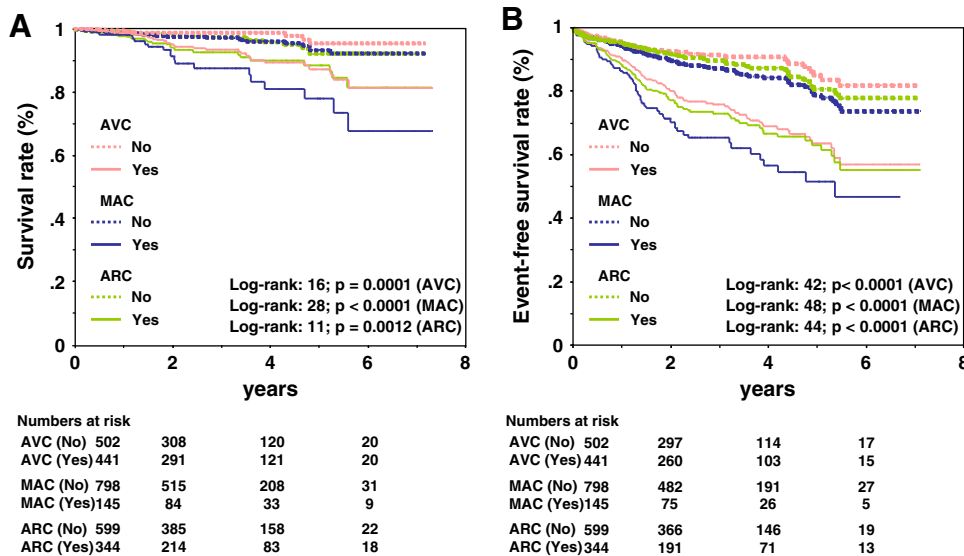 A
Survival rate (%)
1
.8
.6
.4
.2
0
AVC
No
Yes
MAC
No
Yes
ARC
No
Yes
Log-rank: 16; p = 0.0001 (AVC)
Log-rank: 28; p < 0.0001 (MAC)
Log-rank: 11; p = 0.0012 (ARC)
0 2 4 6 8
years
Numbers at risk
AVC (No) 502 308 120 20
AVC (Yes) 441 291 121 20
MAC (No) 798 515 208 31
MAC (Yes) 145 84 33 9
ARC (No) 599 385 158 22
ARC (Yes) 344 214 83 18
B
Event-free survival rate (%)
1
.8
.6
.4
.2
0
AVC
No
Yes
MAC
No
Yes
ARC
No
Yes
Log-rank: 42; p< 0.0001 (AVC)
Log-rank: 48; p < 0.0001 (MAC)
Log-rank: 44; p < 0.0001 (ARC)
0 2 4 6 8
years
Numbers at risk
AVC (No) 502 297 114 17
AVC (Yes) 441 260 103 15
MAC (No) 798 482 191 27
MAC (Yes) 145 75 26 5
ARC (No) 599 366 146 19
ARC (Yes) 344 191 71 13